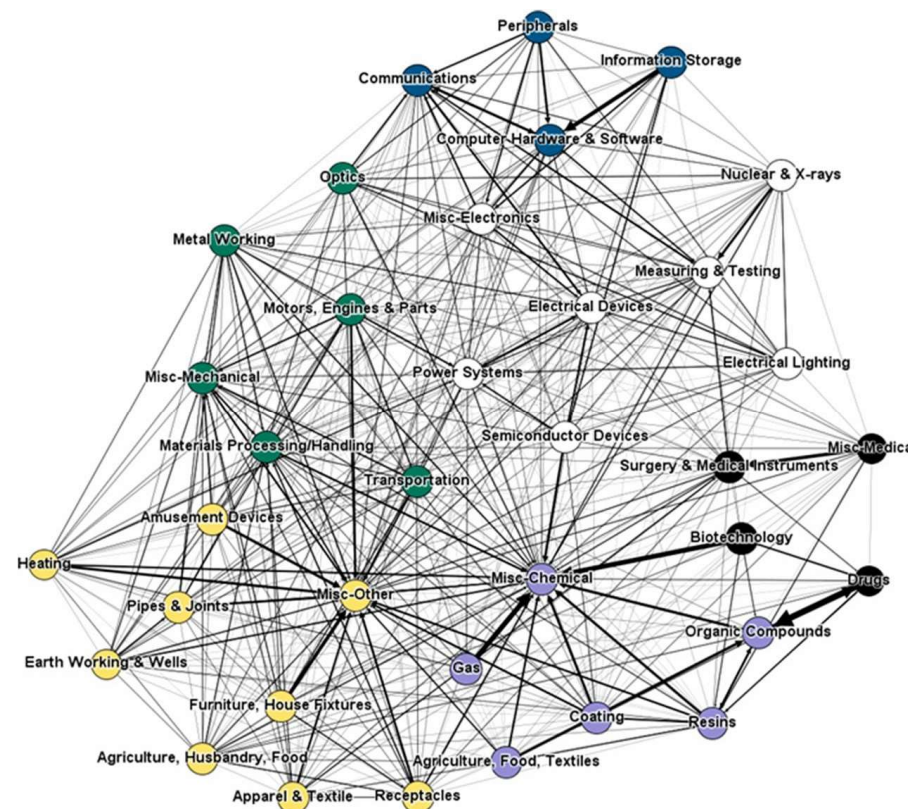 Peripherals
Information Storage
Communications
Computer Hardware & Software
Nuclear & X-rays
Optics
Misc-Electronics
Metal Working
Measuring & Testing
Motors, Engines & Parts
Electrical Devices
Electrical Lighting
Misc-Mechanical
Power Systems
Semiconductor Devices
Materials Processing/Handling
Misc-Medica
Surgery & Medical Instruments
Transportation
Amusement Devices
Biotechnology
Heating
Misc-Chemical
Drugs
Misc-Other
Pipes & Joints
Organic Compounds
Earth Working & Wells
Gas
Furniture, House Fixtures
Coating
Resins
Agriculture, Husbandry, Food
Agriculture, Food, Textiles
Apparel & Textile
Receptacles